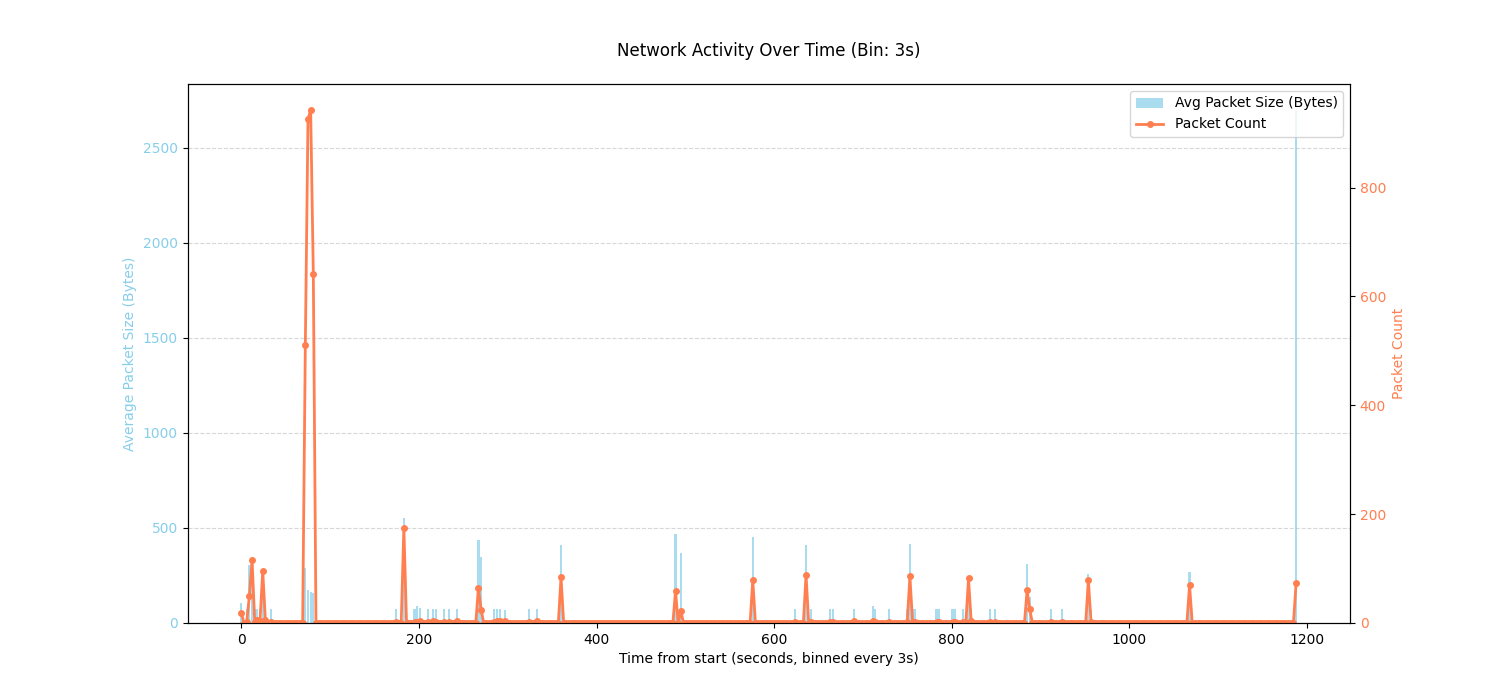 Network Activity Over Time (Bin: 3s)
Avg Packet Size (Bytes)
Packet Count
Average Packet Size (Bytes)
2500
2000
1500
1000
500
0
800
600
400
200
0
Packet Count
0 200 400 600 800 1000 1200
Time from start (seconds, binned every 3s)